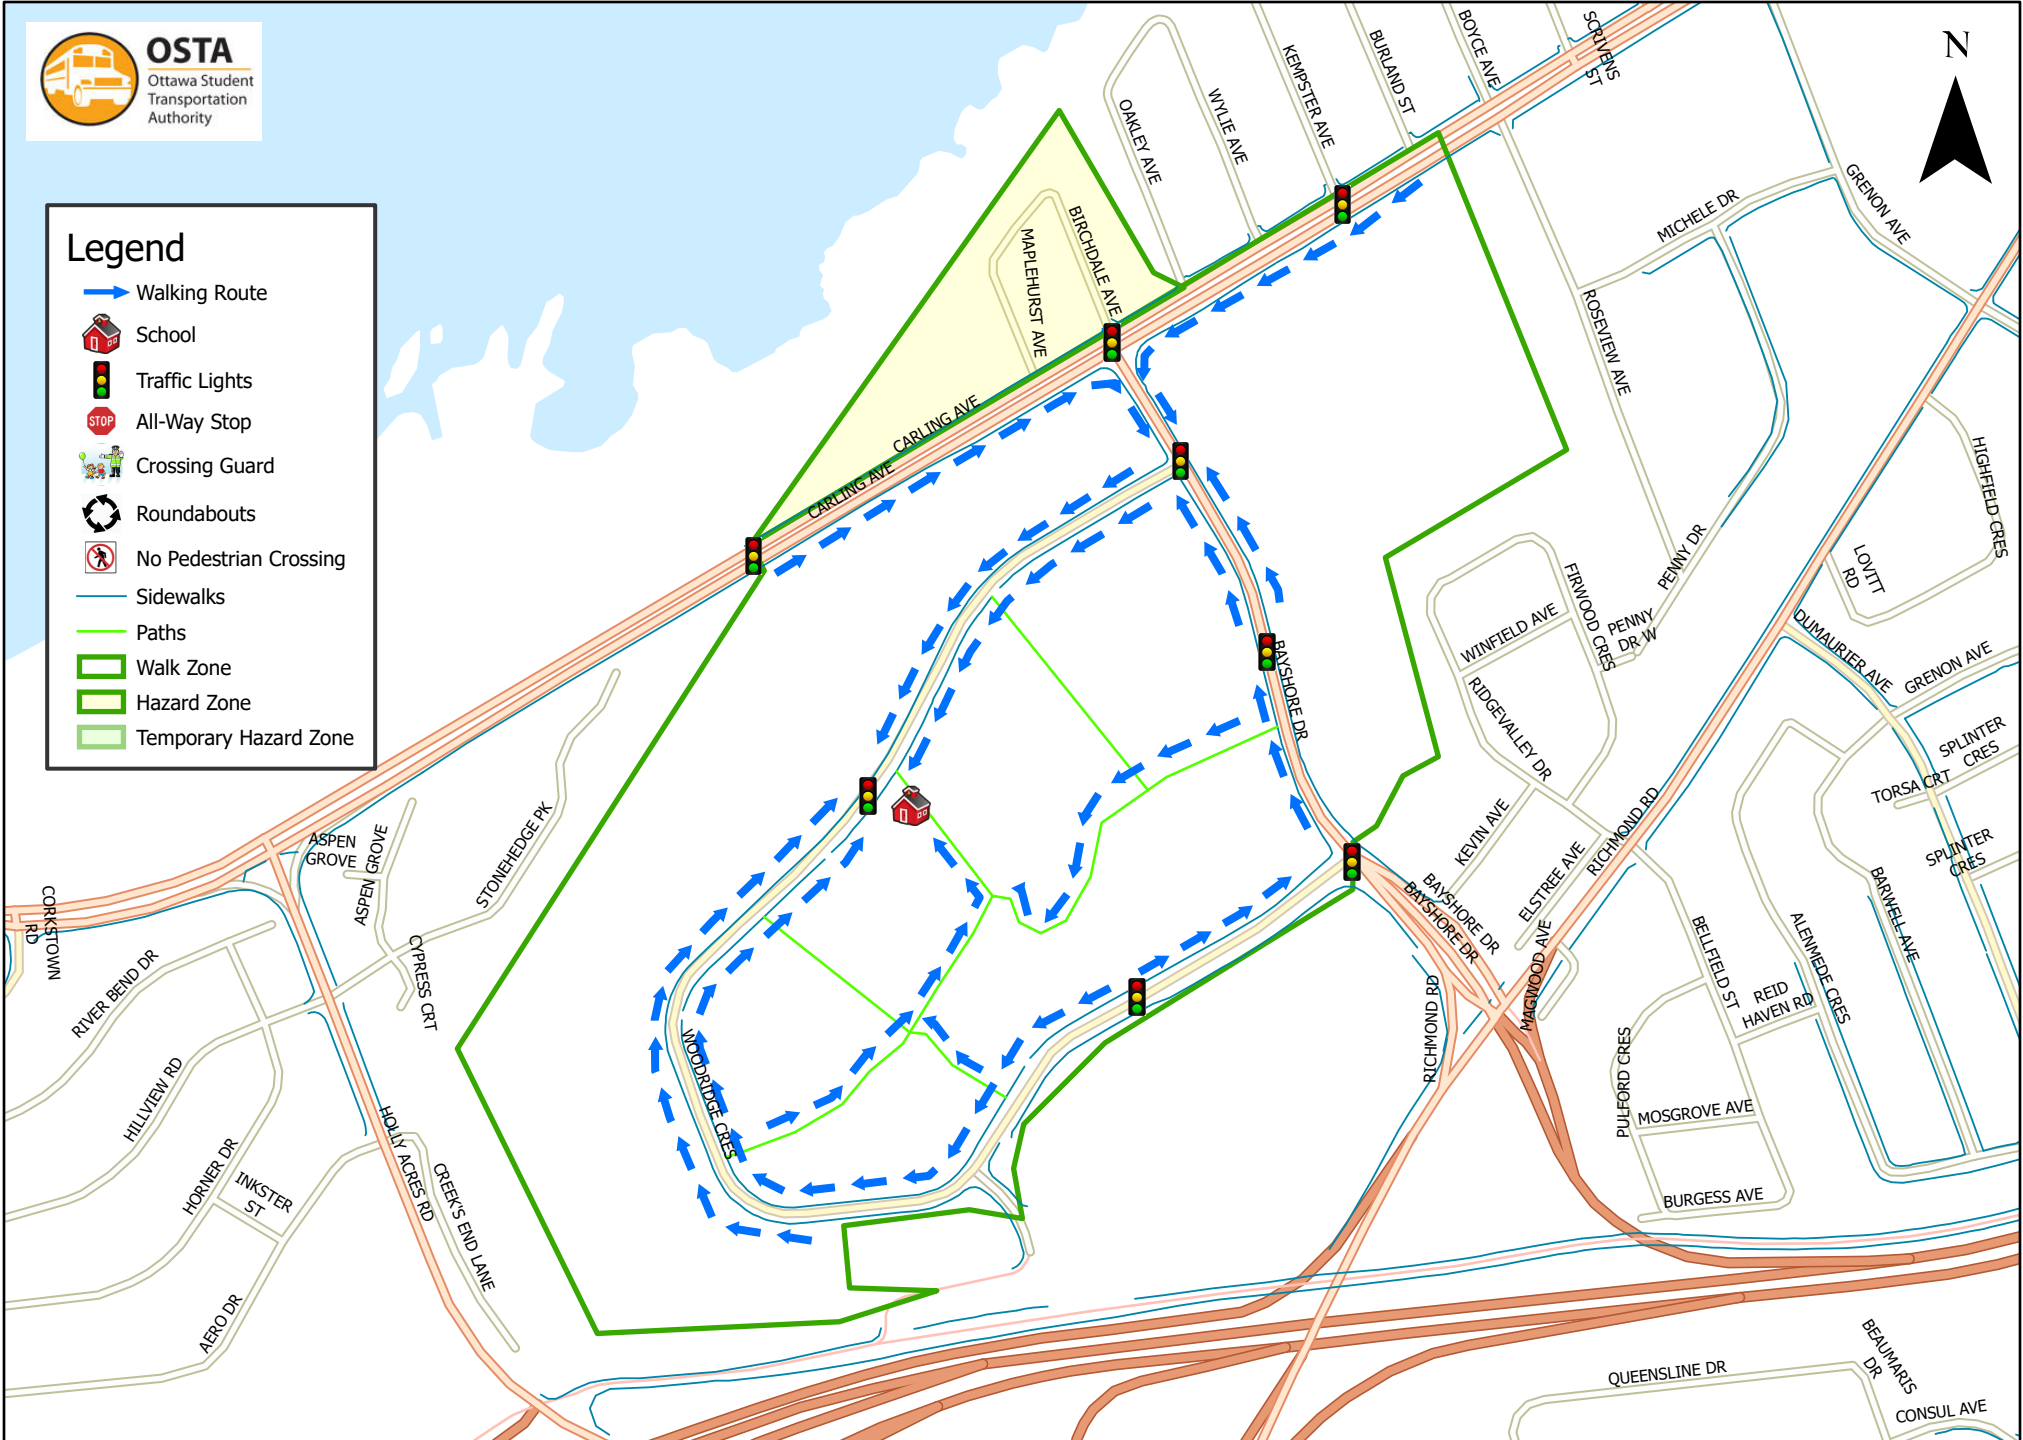 OSTA
Ottawa Student
Transportation
Authority
N
Legend
Walking Route
School
Traffic Lights
STOP
All-Way Stop
Crossing Guard
Roundabouts
No Pedestrian Crossing
Sidewalks
Paths
Walk Zone
Hazard Zone
Temporary Hazard Zone
OAKLEY AVE
WYLIE AVE
KEMPSTER AVE
BURLAND ST
BOYCE AVE
SCRIVENS
ST
MAPLEHURST AVE
BIRCHDALE AVE
MICHELE DR
GRENON AVE
ROSEVIEW AVE
CARLING AVE
CARLING AVE
HIGHFIELD CRES
LOVITT
RD
PENNY DR
FIRWOOD CRES
PENNY
DR W
WINFIELD AVE
RIDGEVALLEY DR
DUMAURIER AVE
GRENON AVE
SPLINTER
CRES
TORSA CRT
SPLINTER
CRES
BAYSHORE DR
KEVIN AVE
ELSTREE AVE
RICHMOND RD
BAYSHORE DR
BAYSHORE DR
MAGWOOD AVE
RICHMOND RD
BELLFIELD ST
REID
HAVEN RD
ALENMEDE CRES
BARWELL AVE
PULFORD CRES
MOSGROVE AVE
BURGESS AVE
WOODRIDGE CRES
ASPEN
GROVE
ASPEN GROVE
STONEHEDGE PK
CYPRESS CRT
CORKSTOWN
RD
RIVER BEND DR
HILLVIEW RD
HORNER DR
INKSTER
ST
HOLLY ACRES RD
CREEK'S END LANE
AERO DR
QUEENSLINE DR
BEAUMARIS
DR
CONSUL AVE